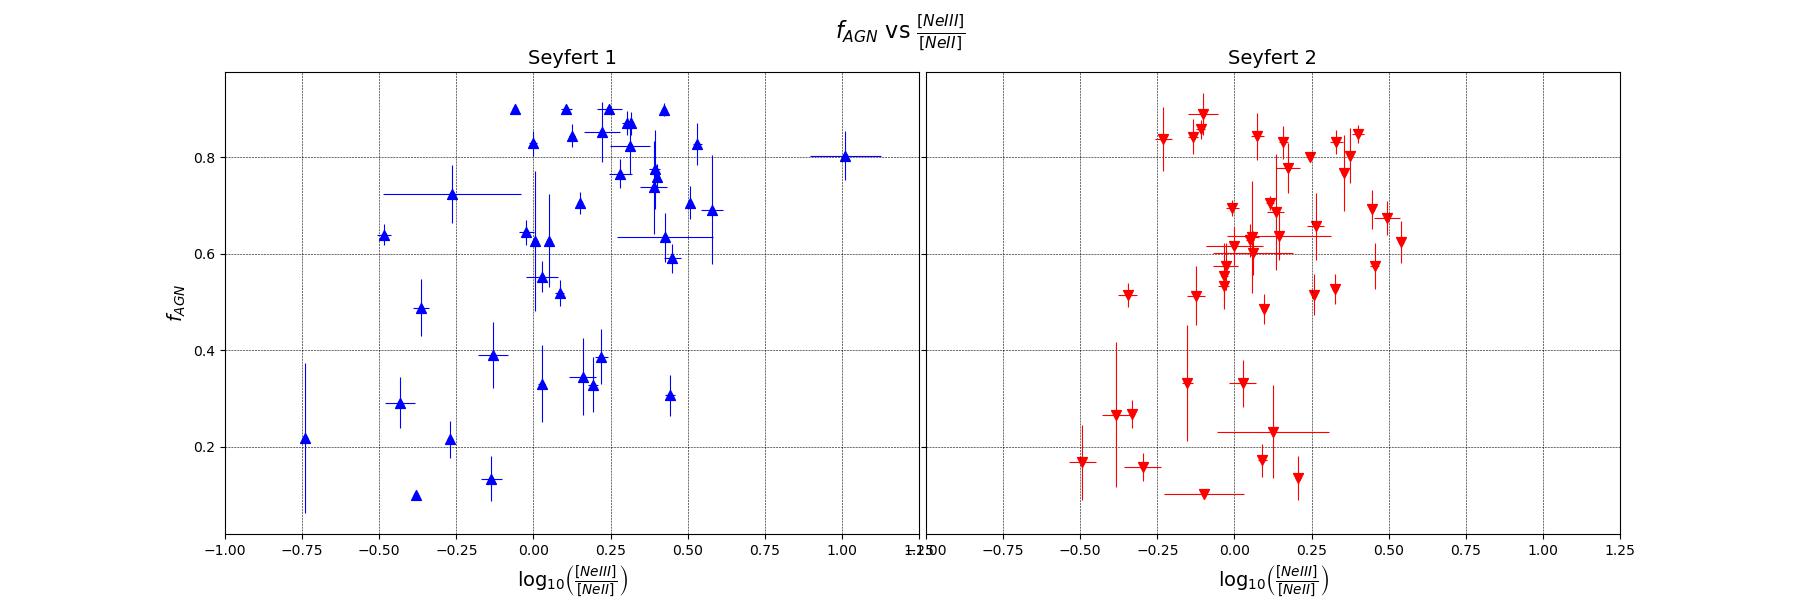 f_AGN vs [NeIII]/[NeII]
Seyfert 1
Seyfert 2
f_AGN
0.8
0.6
0.4
0.2
−1.00 −0.75 −0.50 −0.25 0.00 0.25 0.50 0.75 1.00 1.25
−1.00 −0.75 −0.50 −0.25 0.00 0.25 0.50 0.75 1.00 1.25
log10([NeIII]/[NeII])
log10([NeIII]/[NeII])